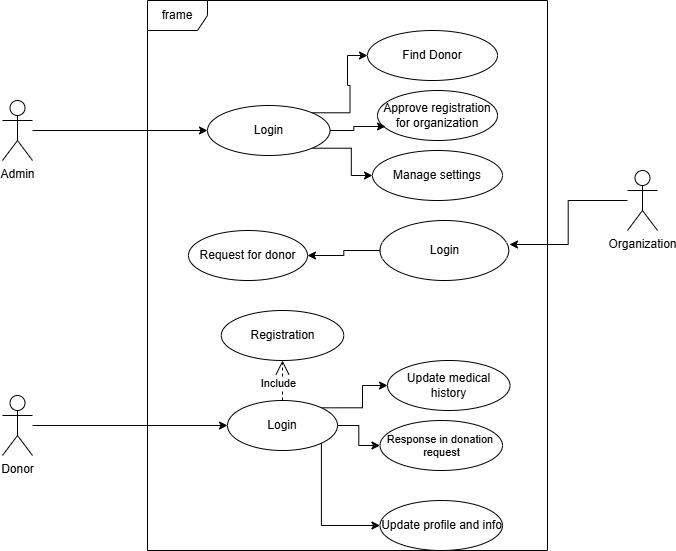 frame
Find Donor
Approve registration
for organization
Login
Admin
Manage settings
Organization
Login
Request for donor
Registration
Include
Update medical
history
Login
Response in donation
request
Donor
Update profile and info